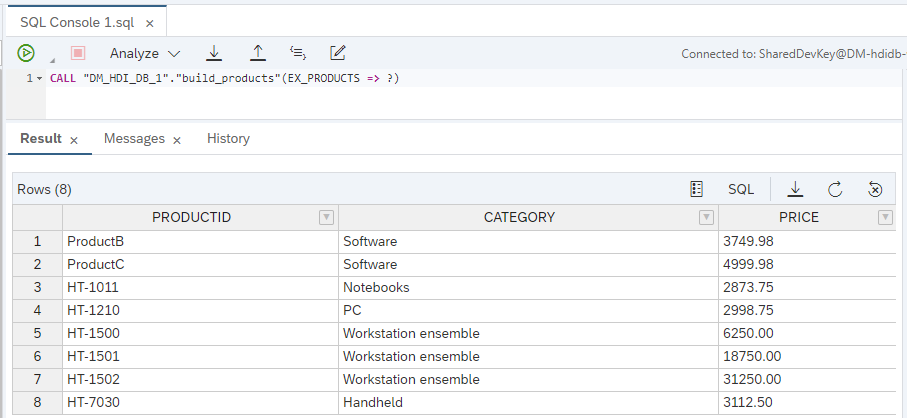 SQL Console 1.sql ×
Analyze Connected to: SharedDevKey@DM-hdidb-
1 CALL "DM_HDI_DB_1"."build_products"(EX_PRODUCTS => ?)
Result × Messages × History
Rows (8) SQL
PRODUCTID CATEGORY PRICE
1 ProductB Software 3749.98
2 ProductC Software 4999.98
3 HT-1011 Notebooks 2873.75
4 HT-1210 PC 2998.75
5 HT-1500 Workstation ensemble 6250.00
6 HT-1501 Workstation ensemble 18750.00
7 HT-1502 Workstation ensemble 31250.00
8 HT-7030 Handheld 3112.50